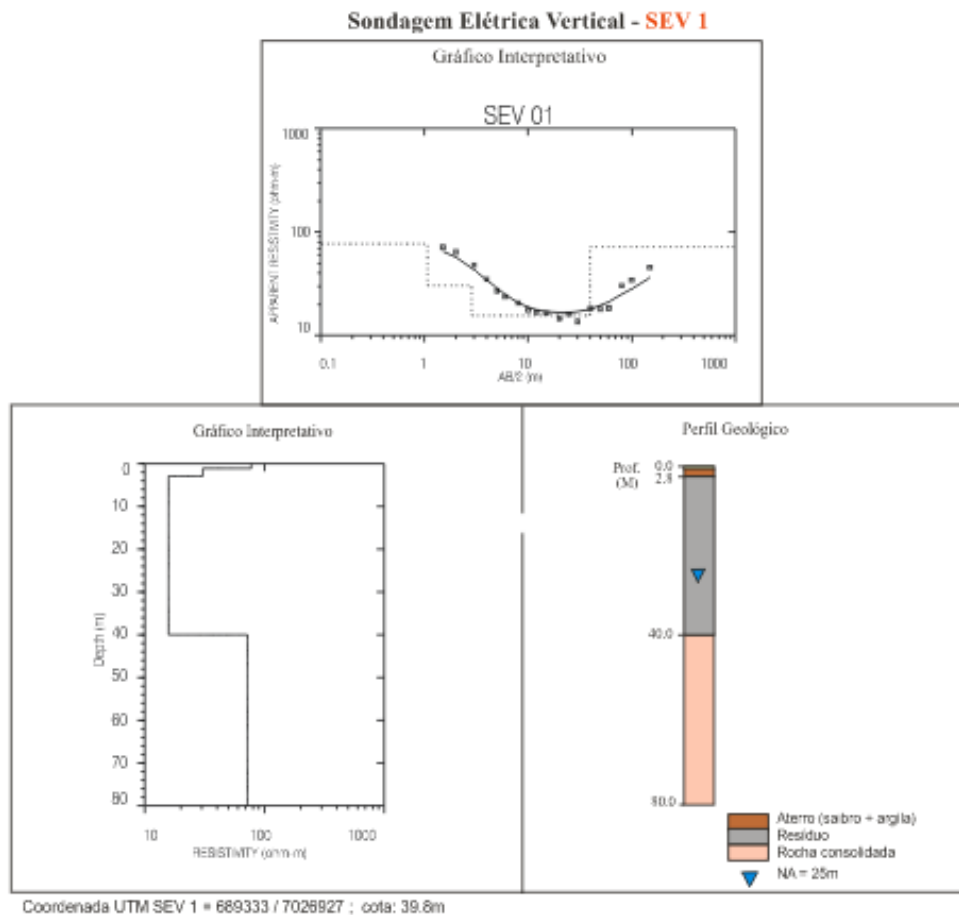 Sondagem Elétrica Vertical - SEV 1
Gráfico Interpretativo
SEV 01
APPARENT RESISTIVITY (ohm-m)
1000
100
10
0.1 1 10 100 1000
AB/2 (m)
Gráfico Interpretativo
Depth (m)
0
10
20
30
40
50
60
70
80
10 100 1000
RESISTIVITY (ohm-m)
Perfil Geológico
Prof.
(M)
0.0
2.8
40.0
80.0
Aterro (saibro + argila)
Resíduo
Rocha consolidada
NA = 25m
Coordenada UTM SEV 1 = 689333 / 7026927 ; cota: 39.8m